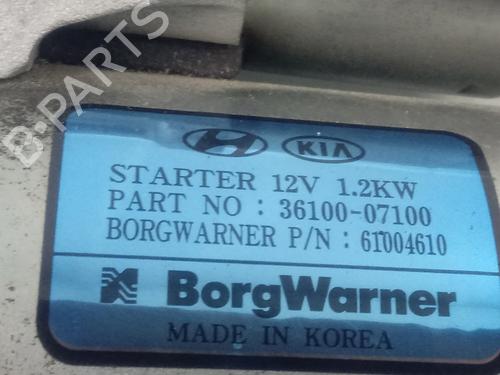 B-PARTS
KIA
STARTER 12V 1.2KW
PART NO : 36100-07100
BORGWARNER P/N : 61004610
BorgWarner
MADE IN KOREA